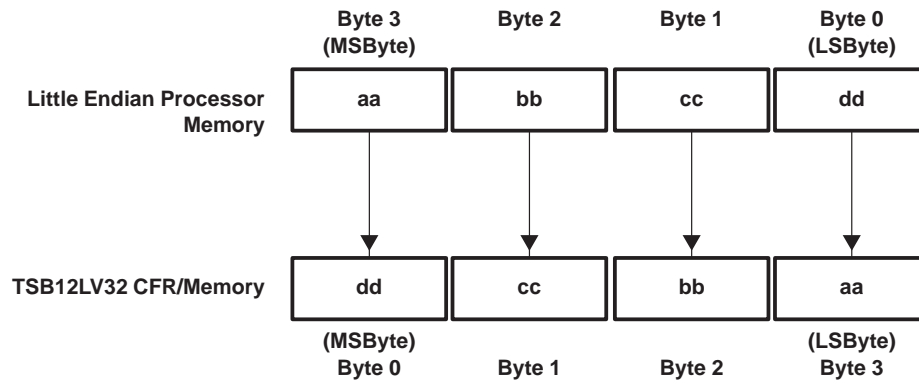 Byte 3 Byte 2 Byte 1 Byte 0
(MSByte) (LSByte)
Little Endian Processor aa bb cc dd
Memory
TSB12LV32 CFR/Memory dd cc bb aa
(MSByte) (LSByte)
Byte 0 Byte 1 Byte 2 Byte 3